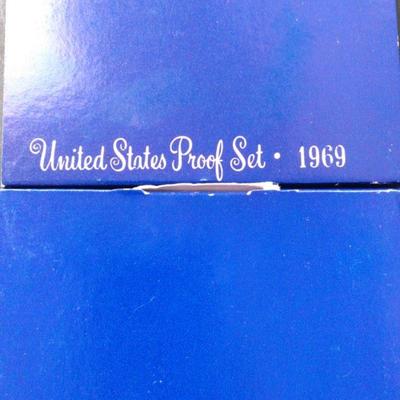 United States Proof Set • 1969